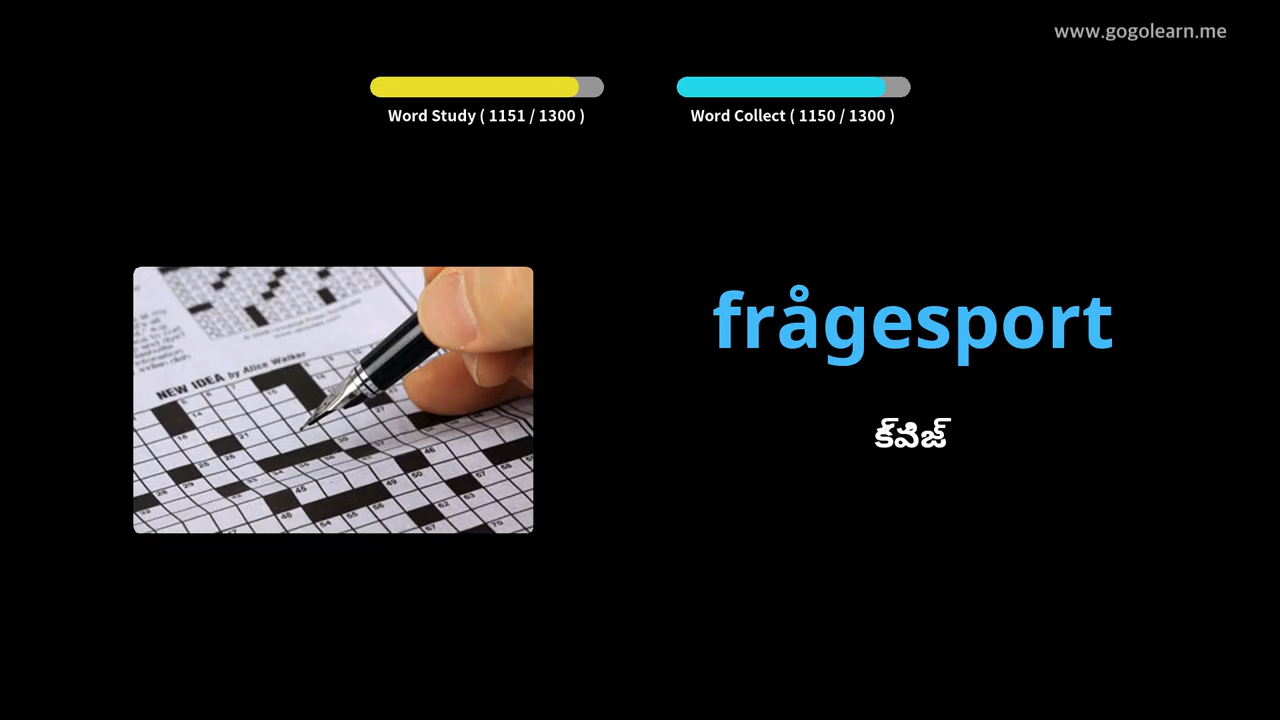 www.gogolearn.me
Word Study ( 1151 / 1300 )
Word Collect ( 1150 / 1300 )
NEW IDEA by Alice Walker
frågesport
ക്വിജ്